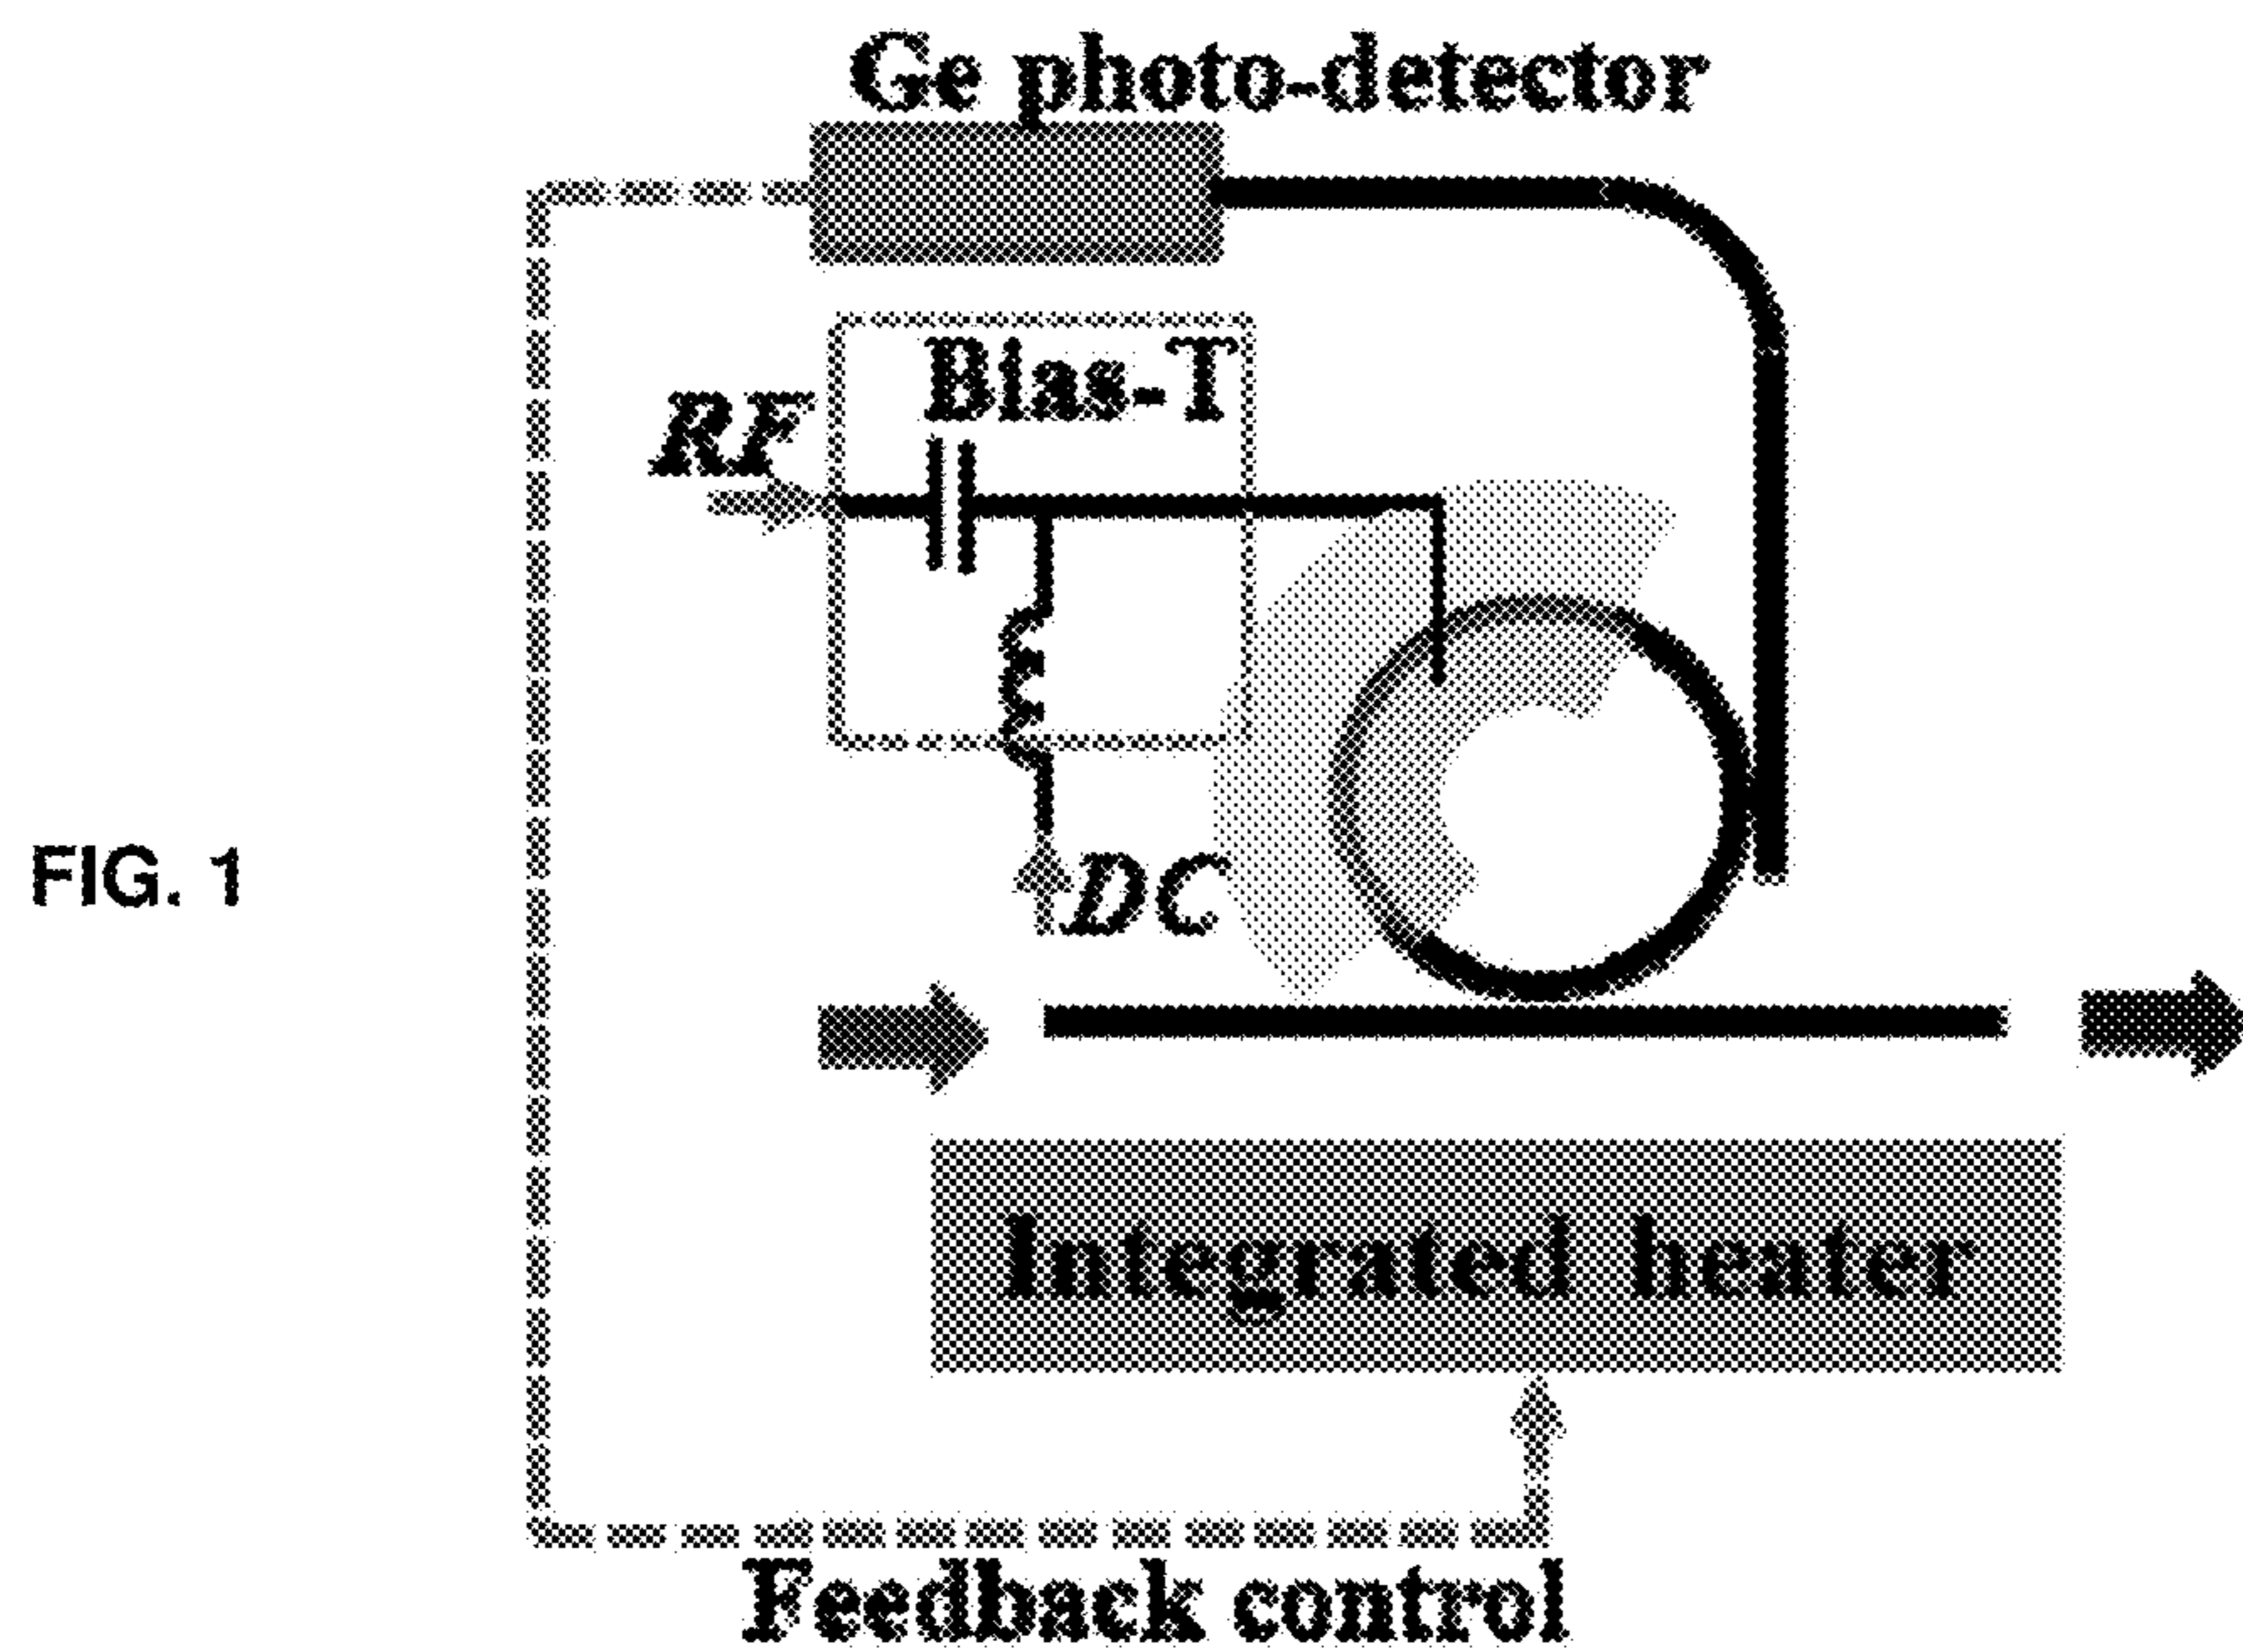 Ge photo-detector
Bias-T
RF
DC
FIG. 1
Integrated heater
Feedback control